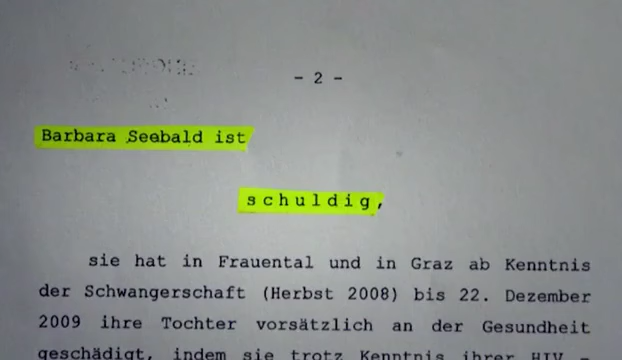 - 2 -
Barbara Seebald ist
schuldig,
sie hat in Frauental und in Graz ab Kenntnis
der Schwangerschaft (Herbst 2008) bis 22. Dezember
2009 ihre Tochter vorsätzlich an der Gesundheit
geschädigt, indem sie trotz Kenntnis ihrer HIV –